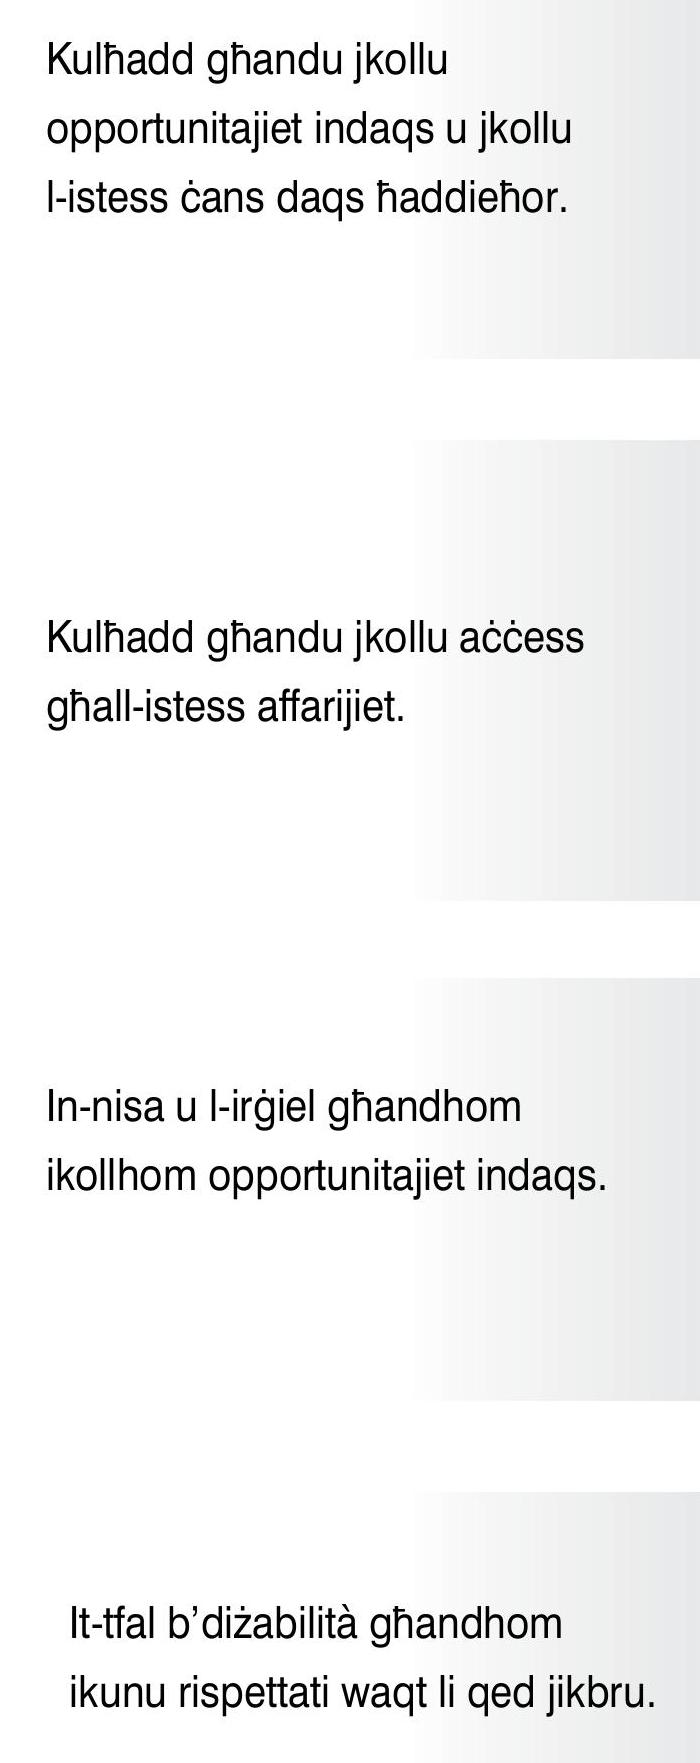 Kulħadd għandu jkollu
opportunitajiet indaqs u jkollu
l-istess ċans daqs ħaddieħor.
Kulħadd għandu jkollu aċċess
għall-istess affarijiet.
In-nisa u l-irġiel għandhom
ikollhom opportunitajiet indaqs.
It-tfal b’diżabilità għandhom
ikunu rispettati waqt li qed jikbru.